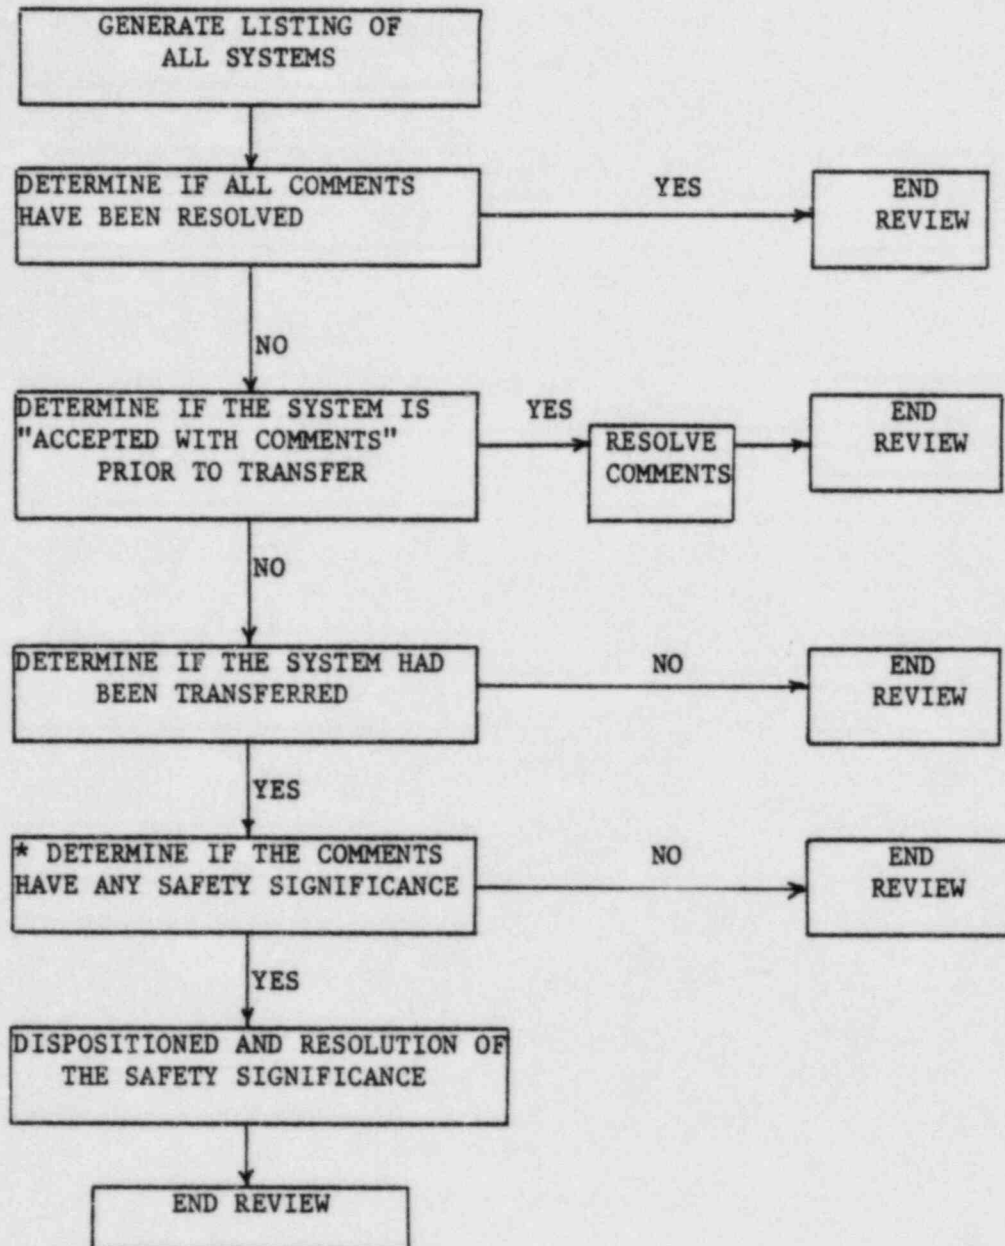 GENERATE LISTING OF
ALL SYSTEMS
DETERMINE IF ALL COMMENTS
HAVE BEEN RESOLVED
YES
END
REVIEW
NO
DETERMINE IF THE SYSTEM IS
"ACCEPTED WITH COMMENTS"
PRIOR TO TRANSFER
YES
RESOLVE
COMMENTS
END
REVIEW
NO
DETERMINE IF THE SYSTEM HAD
BEEN TRANSFERRED
NO
END
REVIEW
YES
* DETERMINE IF THE COMMENTS
HAVE ANY SAFETY SIGNIFICANCE
NO
END
REVIEW
YES
DISPOSITIONED AND RESOLUTION OF
THE SAFETY SIGNIFICANCE
END REVIEW